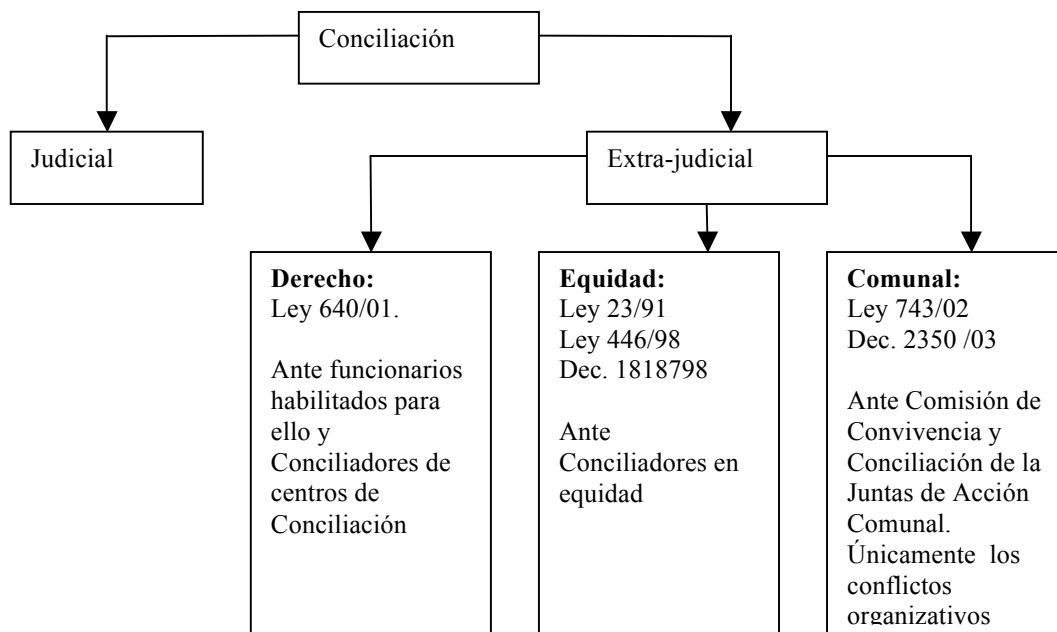 Conciliación
Judicial
Extra-judicial
Derecho:
Ley 640/01.
Ante funcionarios
habilitados para
ello y
Conciliadores de
centros de
Conciliación
Equidad:
Ley 23/91
Ley 446/98
Dec. 1818798
Ante
Conciliadores en
equidad
Comunal:
Ley 743/02
Dec. 2350 /03
Ante Comisión de
Convivencia y
Conciliación de la
Juntas de Acción
Comunal.
Únicamente los
conflictos
organizativos